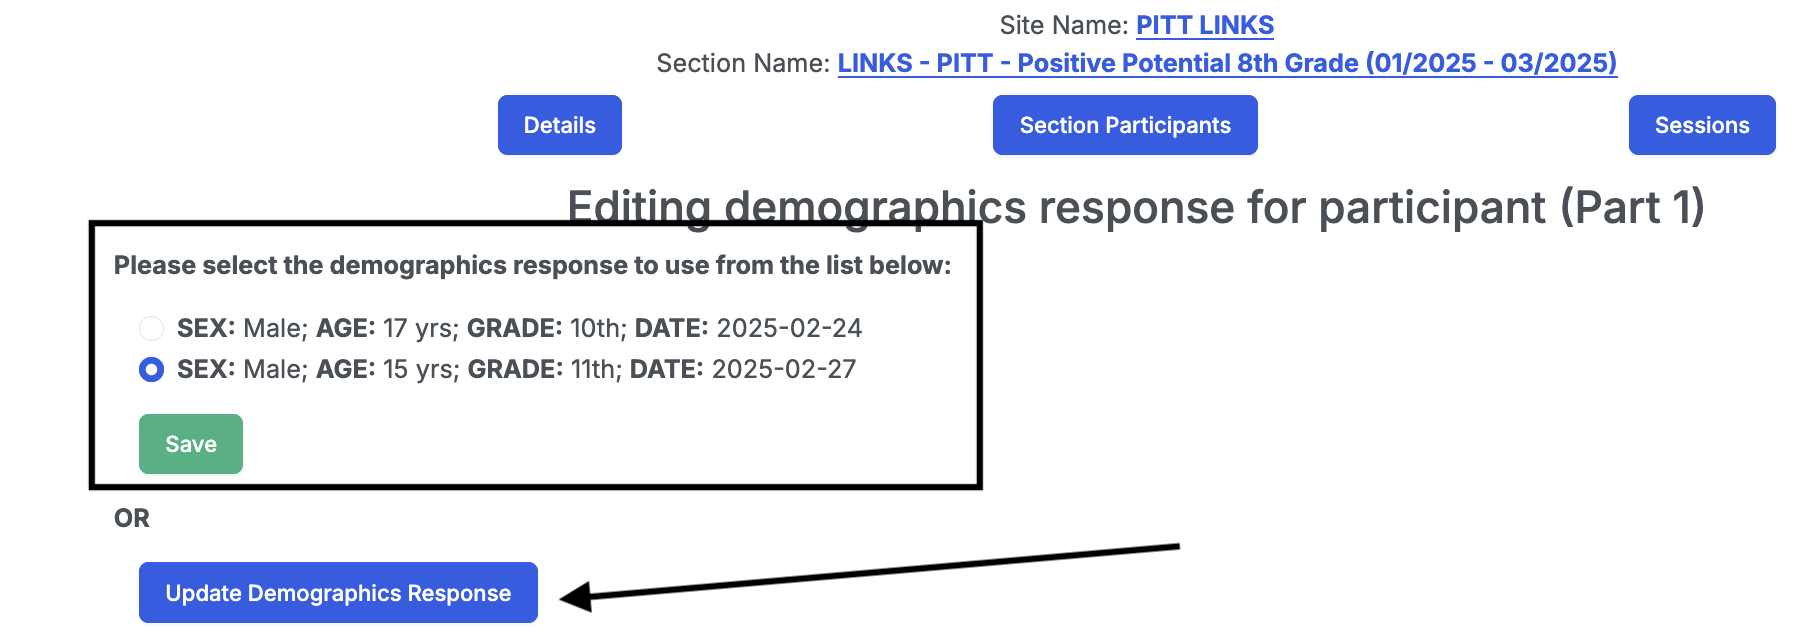 Site Name: PITT LINKS
Section Name: LINKS - PITT - Positive Potential 8th Grade (01/2025 - 03/2025)
Details
Section Participants
Sessions
Editing demographics response for participant (Part 1)
Please select the demographics response to use from the list below:
SEX: Male; AGE: 17 yrs; GRADE: 10th; DATE: 2025-02-24
SEX: Male; AGE: 15 yrs; GRADE: 11th; DATE: 2025-02-27
Save
OR
Update Demographics Response